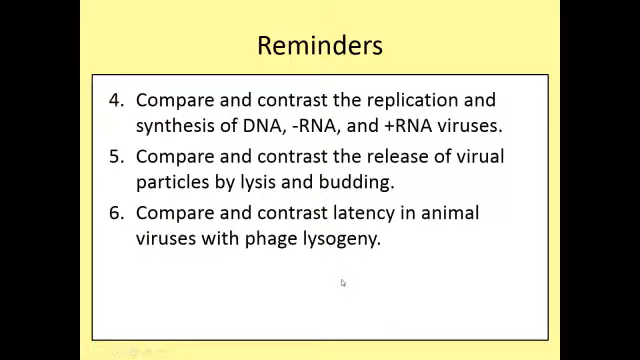 Reminders
4. Compare and contrast the replication and
synthesis of DNA, -RNA, and +RNA viruses.
5. Compare and contrast the release of virual
particles by lysis and budding.
6. Compare and contrast latency in animal
viruses with phage lysogeny.